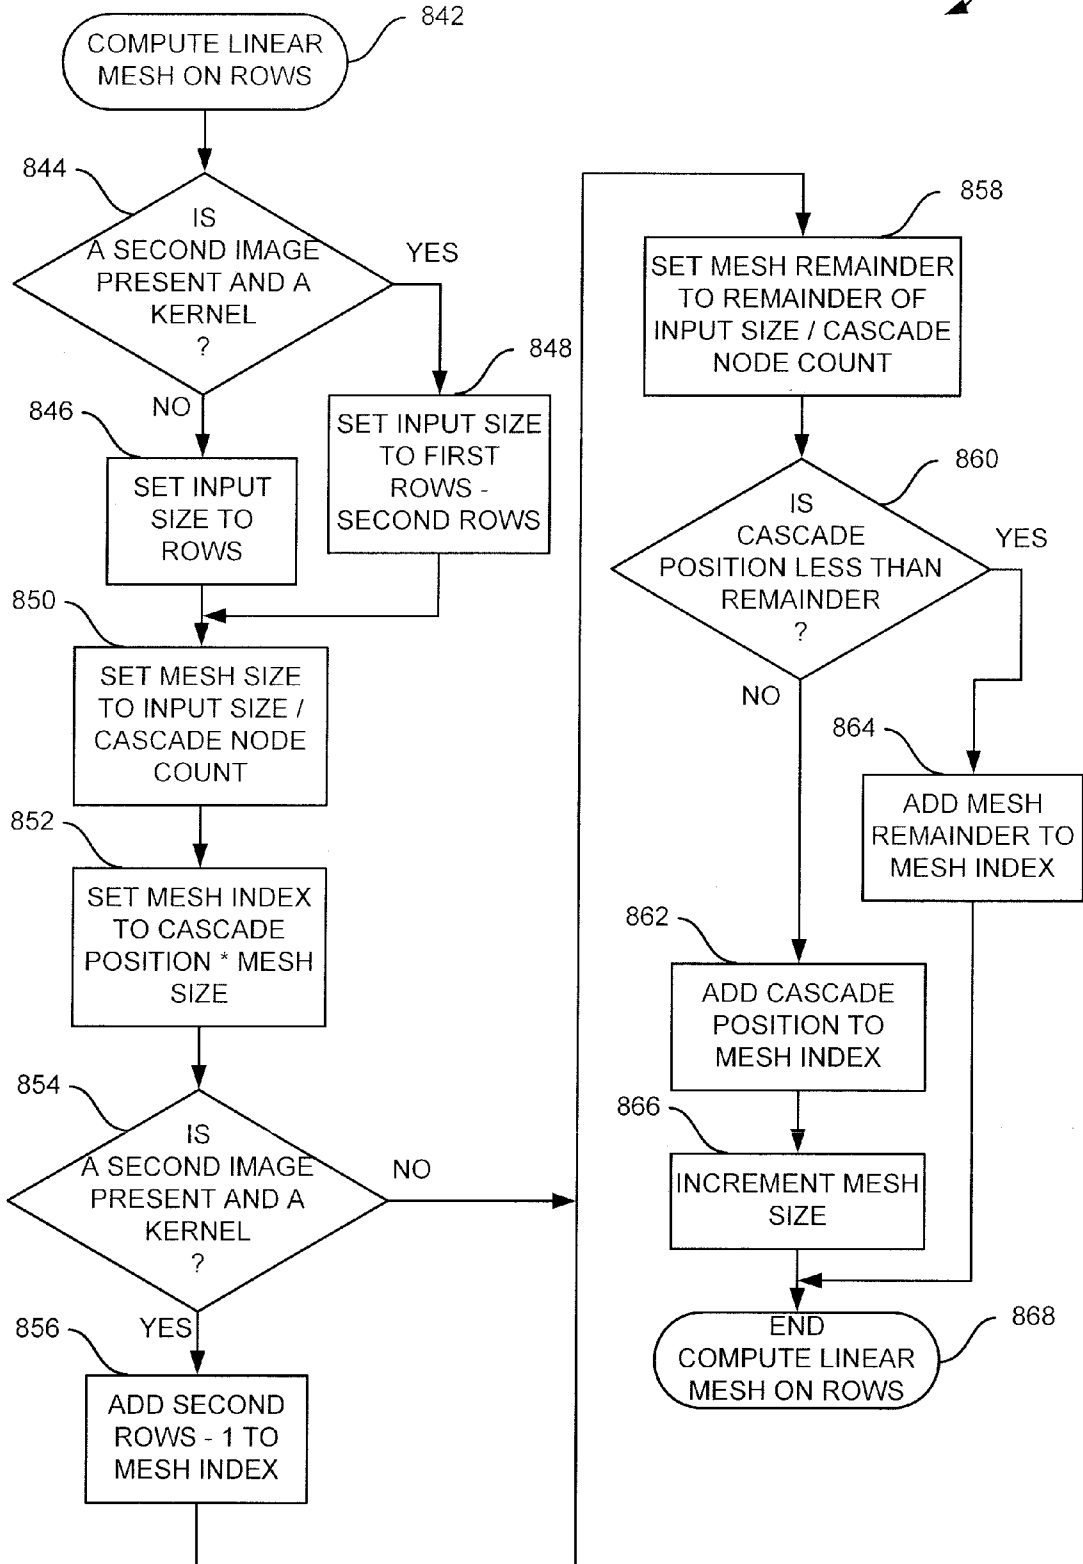 842
COMPUTE LINEAR
MESH ON ROWS
844
IS
A SECOND IMAGE
PRESENT AND A
KERNEL
?
YES
NO
848
SET INPUT SIZE
TO FIRST
ROWS -
SECOND ROWS
846
SET INPUT
SIZE TO
ROWS
850
SET MESH SIZE
TO INPUT SIZE /
CASCADE NODE
COUNT
852
SET MESH INDEX
TO CASCADE
POSITION * MESH
SIZE
854
IS
A SECOND IMAGE
PRESENT AND A
KERNEL
?
NO
YES
856
ADD SECOND
ROWS - 1 TO
MESH INDEX
858
SET MESH REMAINDER
TO REMAINDER OF
INPUT SIZE / CASCADE
NODE COUNT
860
IS
CASCADE
POSITION LESS THAN
REMAINDER
?
YES
NO
864
ADD MESH
REMAINDER TO
MESH INDEX
862
ADD CASCADE
POSITION TO
MESH INDEX
866
INCREMENT MESH
SIZE
868
END
COMPUTE LINEAR
MESH ON ROWS